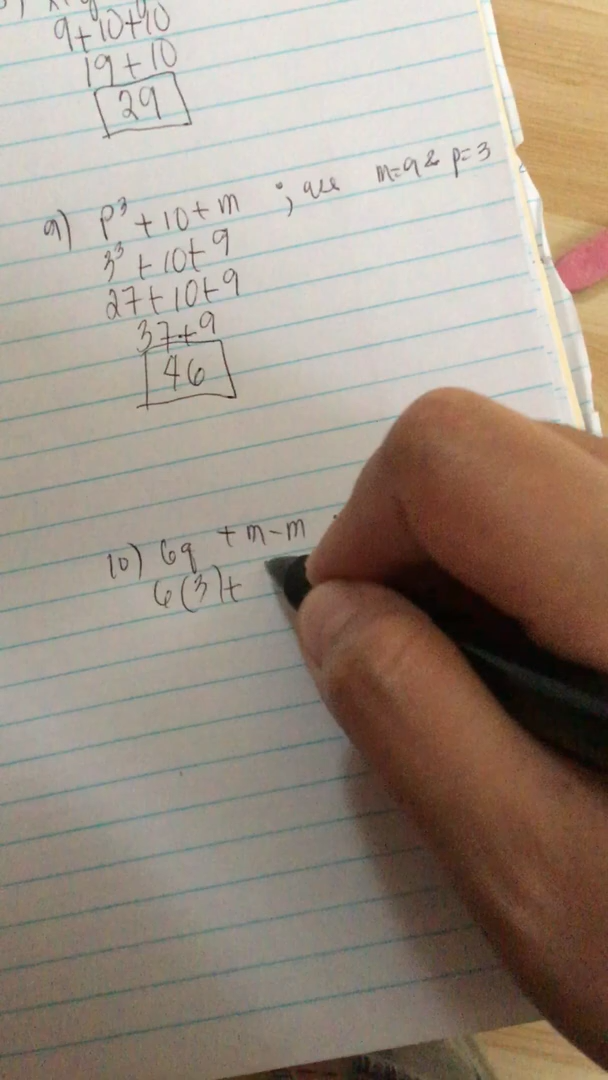 9+10+10
19+10
29
9) p³ + 10 + m ; use m=9 & p=3
3³ + 10 + 9
27+10+9
37+9
46
10) 6q + m-m
6(3)+